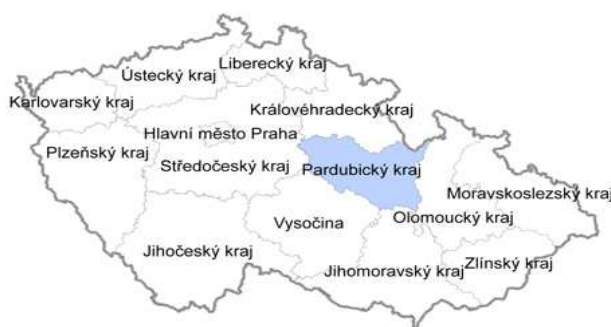 Liberecký kraj
Ústecký kraj
Karlovarský kraj
Královéhradecký kraj
Hlavní město Praha
Plzeňský kraj
Středočeský kraj
Pardubický kraj
Moravskoslezský kraj
Vysočina
Olomoucký kraj
Jihočeský kraj
Zlínský kraj
Jihomoravský kraj